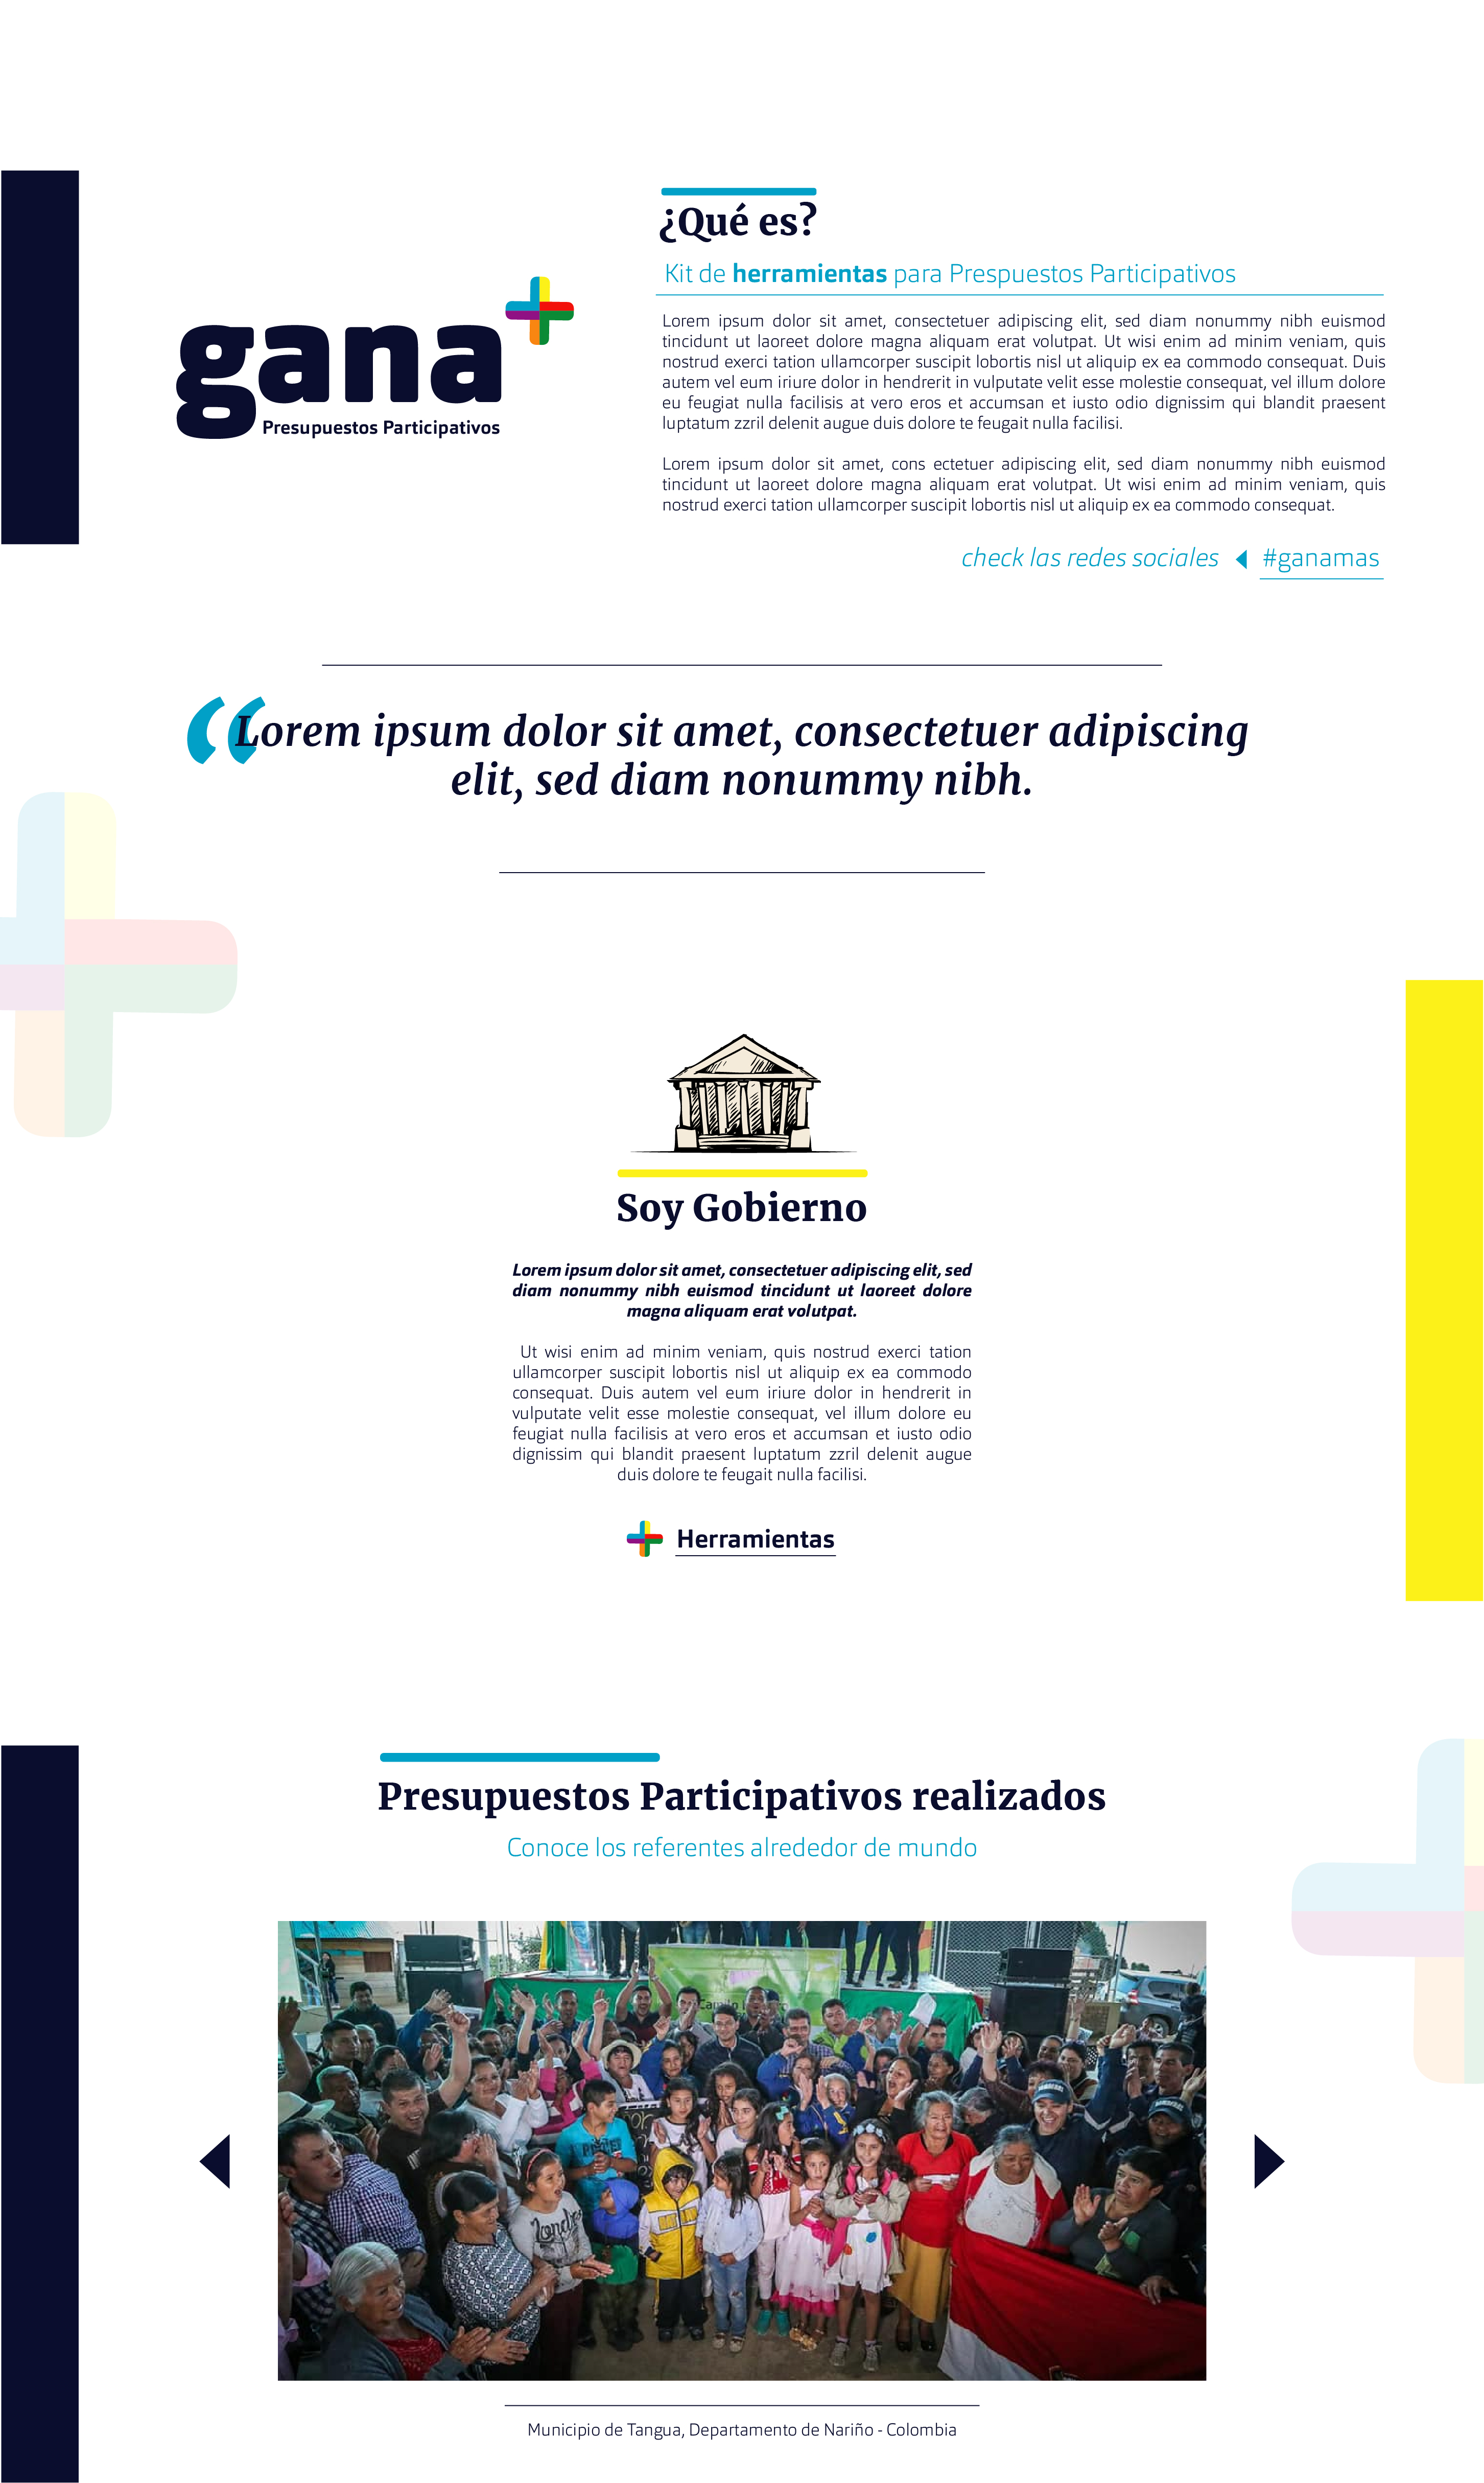 gana
Presupuestos Participativos
¿Qué es?
Kit de herramientas para Prespuestos Participativos
Lorem ipsum dolor sit amet, consectetuer adipiscing elit, sed diam nonummy nibh euismod
tincidunt ut laoreet dolore magna aliquam erat volutpat. Ut wisi enim ad minim veniam, quis
nostrud exerci tation ullamcorper suscipit lobortis nisl ut aliquip ex ea commodo consequat. Duis
autem vel eum iriure dolor in hendrerit in vulputate velit esse molestie consequat, vel illum dolore
eu feugiat nulla facilisis at vero eros et accumsan et iusto odio dignissim qui blandit praesent
luptatum zzril delenit augue duis dolore te feugait nulla facilisi.
Lorem ipsum dolor sit amet, cons ectetuer adipiscing elit, sed diam nonummy nibh euismod
tincidunt ut laoreet dolore magna aliquam erat volutpat. Ut wisi enim ad minim veniam, quis
nostrud exerci tation ullamcorper suscipit lobortis nisl ut aliquip ex ea commodo consequat.
check las redes sociales #ganamas
“Lorem ipsum dolor sit amet, consectetuer adipiscing
elit, sed diam nonummy nibh.
Soy Gobierno
Lorem ipsum dolor sit amet, consectetuer adipiscing elit, sed
diam nonummy nibh euismod tincidunt ut laoreet dolore
magna aliquam erat volutpat.
Ut wisi enim ad minim veniam, quis nostrud exerci tation
ullamcorper suscipit lobortis nisl ut aliquip ex ea commodo
consequat. Duis autem vel eum iriure dolor in hendrerit in
vulputate velit esse molestie consequat, vel illum dolore eu
feugiat nulla facilisis at vero eros et accumsan et iusto odio
dignissim qui blandit praesent luptatum zzril delenit augue
duis dolore te feugait nulla facilisi.
Herramientas
Presupuestos Participativos realizados
Conoce los referentes alrededor de mundo
Municipio de Tangua, Departamento de Nariño - Colombia